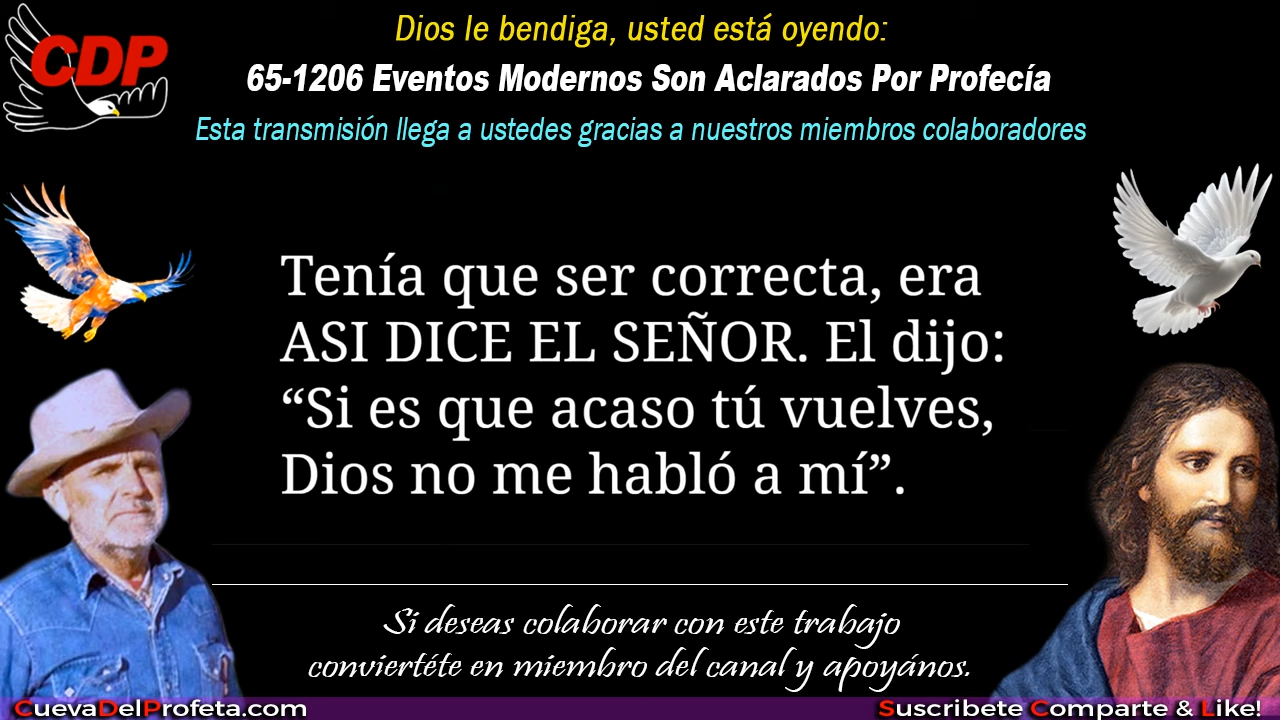 CDP
Dios le bendiga, usted está oyendo:
65-1206 Eventos Modernos Son Aclarados Por Profecía
Esta transmisión llega a ustedes gracias a nuestros miembros colaboradores
Tenía que ser correcta, era
ASI DICE EL SEÑOR. El dijo:
“Si es que acaso tú vuelves,
Dios no me habló a mí”.
Si deseas colaborar con este trabajo
conviertéte en miembro del canal y apoyános.
CuevaDelProfeta.com
Suscribete Comparte & Like!